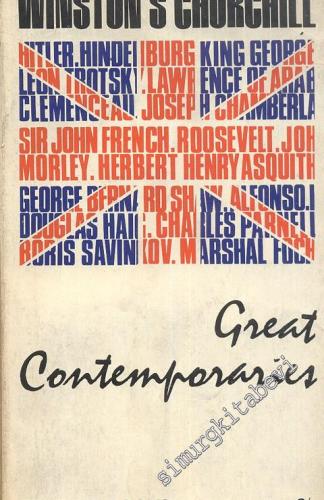 WINSTON S CHURCHILL
HITLER. HINDENBURG KING GEORGE
LEON TROTSKY. LAWRENCE OF ARAB
CLEMENCEAU JOSEPH CHAMBERLA
SIR JOHN FRENCH. ROOSEVELT. JOH
MORLEY. HERBERT HENRY ASQUITH
GEORGE BERNARD SHAW. ALFONSO.
DOUGLAS HAIG. CHARLES PARNELL
BORIS SAVINKOV. MARSHAL FOCH
Great
Contemporaries
simurgkitabevi